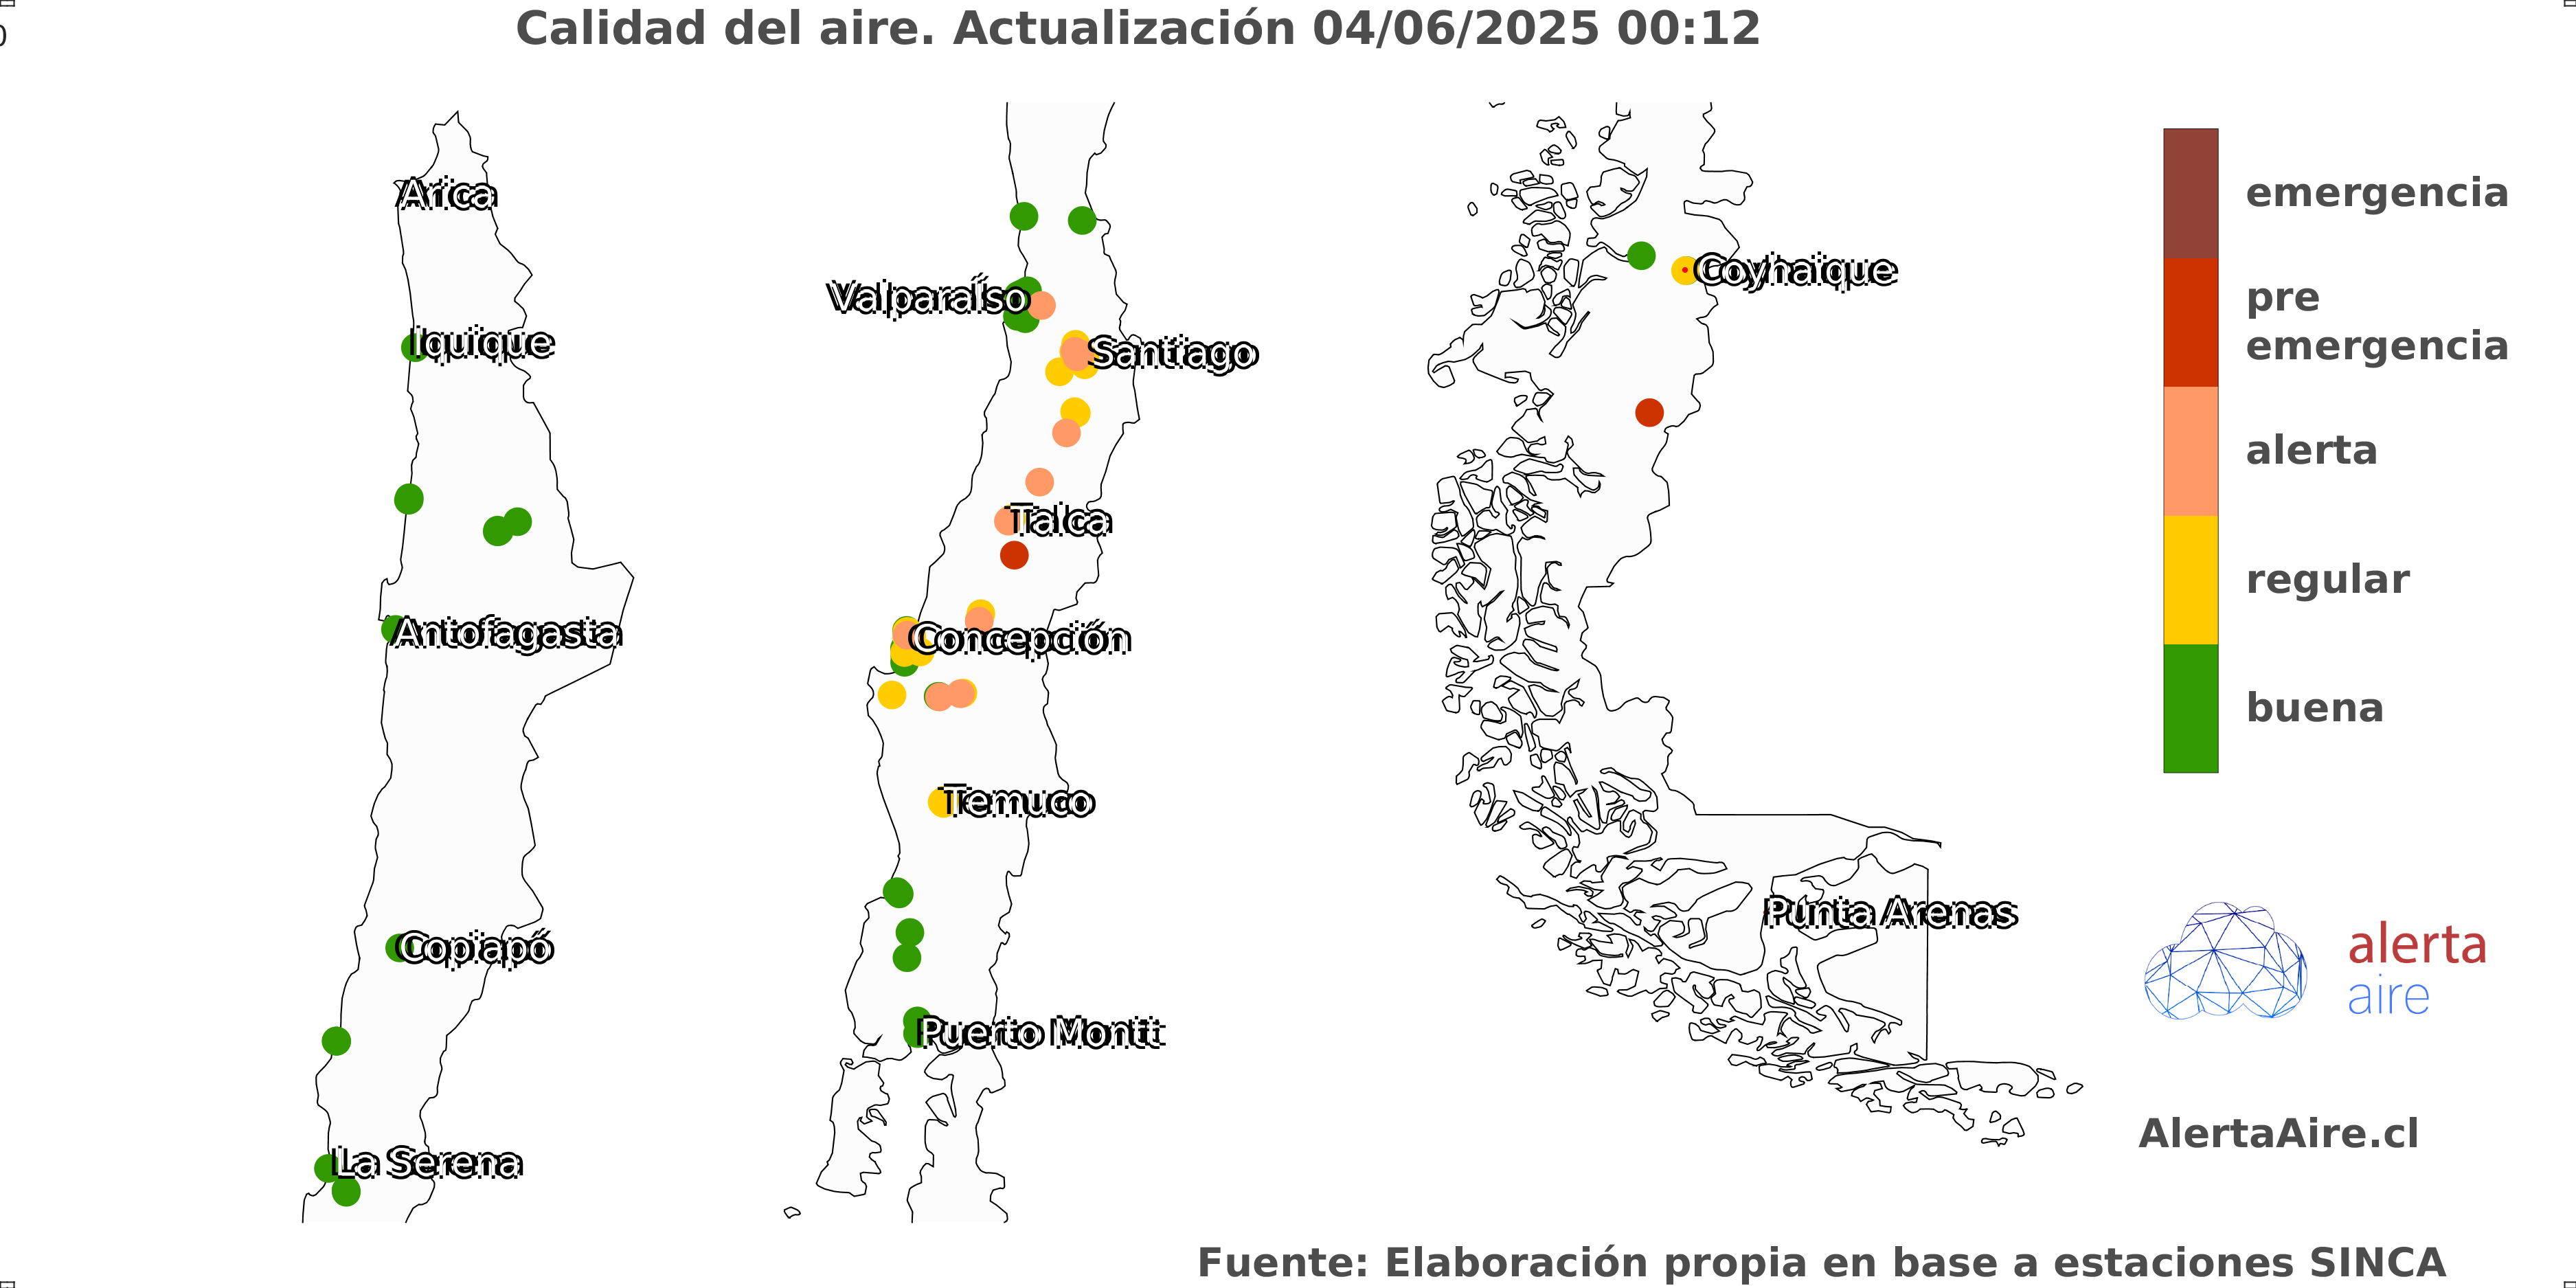 Calidad del aire. Actualización 04/06/2025 00:12
0
Arica
Iquique
Antofagasta
Copiapó
La Serena
Valparaíso
Santiago
Talca
Concepción
Temuco
Puerto Montt
Coyhaique
Punta Arenas
emergencia
pre
emergencia
alerta
regular
buena
alerta
aire
AlertaAire.cl
Fuente: Elaboración propia en base a estaciones SINCA